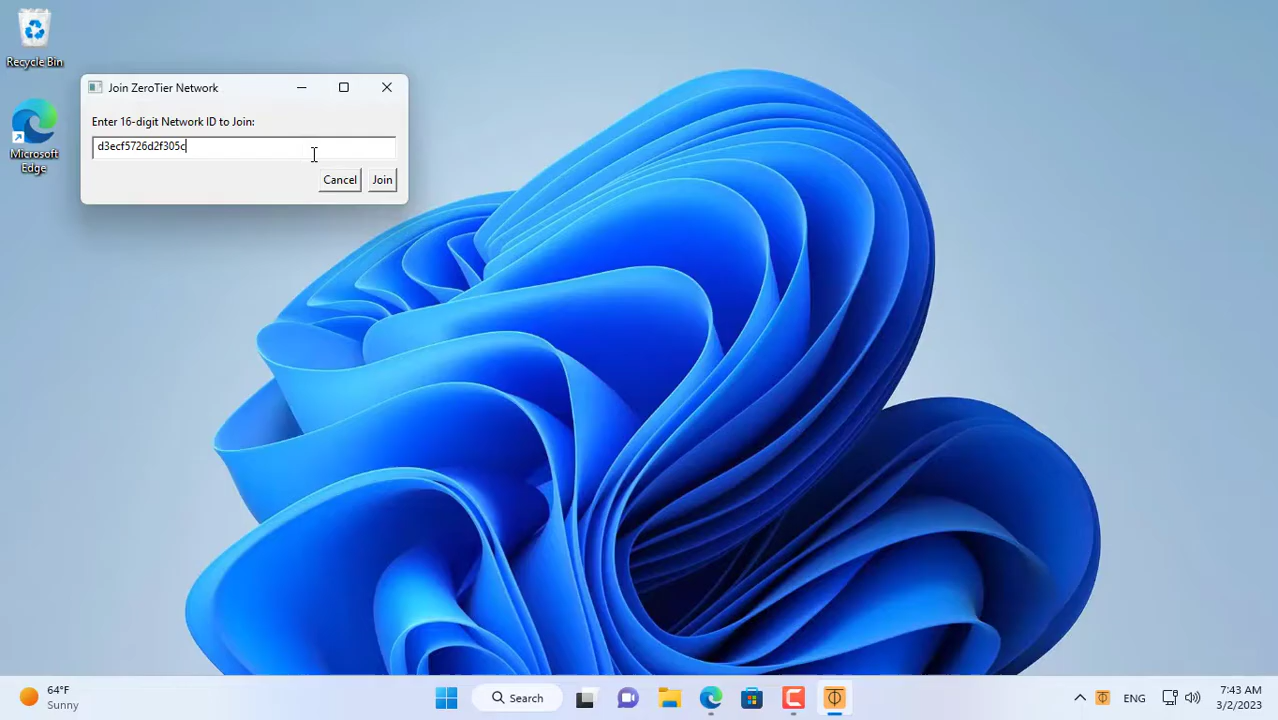 Recycle Bin
Microsoft
Edge
Join ZeroTier Network
Enter 16-digit Network ID to Join:
d3ecf5726d2f305c
Cancel
Join
64°F
Sunny
Search
ENG
7:43 AM
3/2/2023